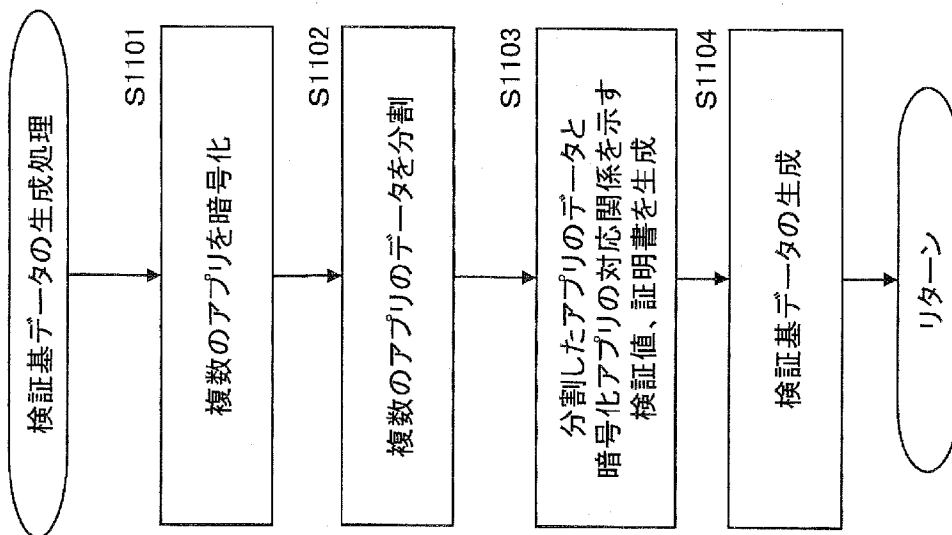 検証基データの生成処理
S1101
複数のアプリを暗号化
S1102
複数のアプリのデータを分割
S1103
分割したアプリのデータと
暗号化アプリの対応関係を示す
検証値、証明書を生成
S1104
検証基データの生成
リターン